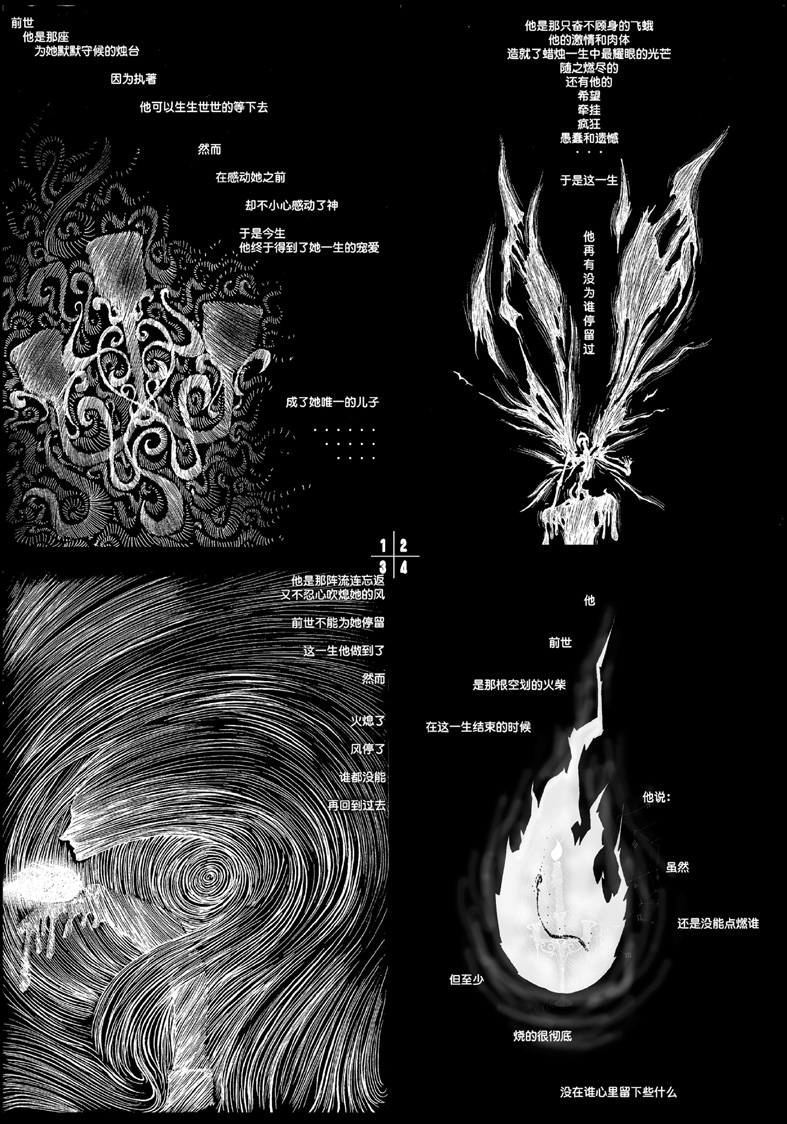 前世
他是那座
为她默默守候的烛台
因为执著
他可以生生世世的等下去
然而
在感动她之前
却不小心感动了神
于是今生
他终于得到了她一生的宠爱
成了她唯一的儿子
. . . . . .
. . . . .
. . . .
他是那只奋不顾身的飞蛾
他的激情和肉体
造就了蜡烛一生中最耀眼的光芒
随之燃尽的
还有他的
希望
牵挂
疯狂
愚蠢和遗憾
. . .
于是这一生
他再有没为谁停留过
1 2
3 4
他是那阵流连忘返
又不忍心吹熄她的风
前世不能为她停留
这一生他做到了
然而
火熄了
风停了
谁都没能
再回到过去
他
前世
是那根空划的火柴
在这一生结束的时候
他说：
虽然
还是没能点燃谁
但至少
烧的很彻底
没在谁心里留下些什么